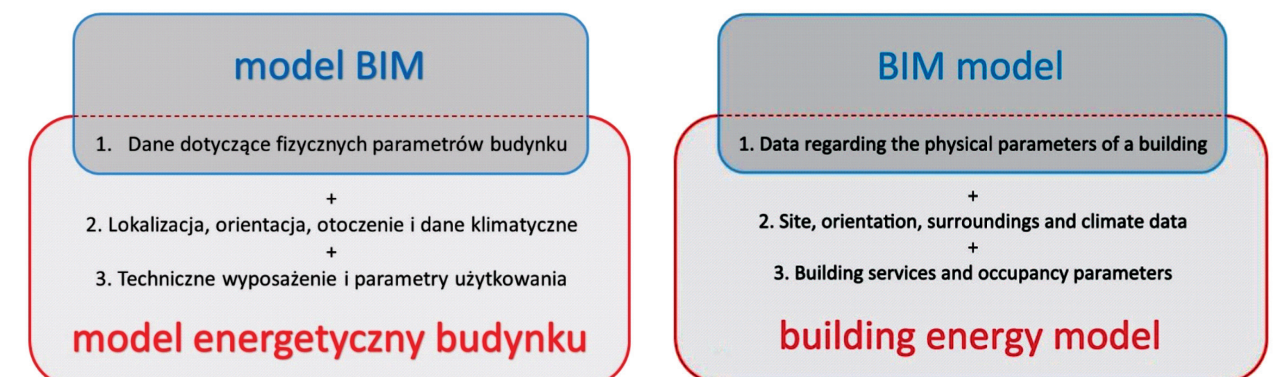 model BIM
1. Dane dotyczące fizycznych parametrów budynku
+
2. Lokalizacja, orientacja, otoczenie i dane klimatyczne
+
3. Techniczne wyposażenie i parametry użytkowania
model energetyczny budynku
BIM model
1. Data regarding the physical parameters of a building
+
2. Site, orientation, surroundings and climate data
+
3. Building services and occupancy parameters
building energy model